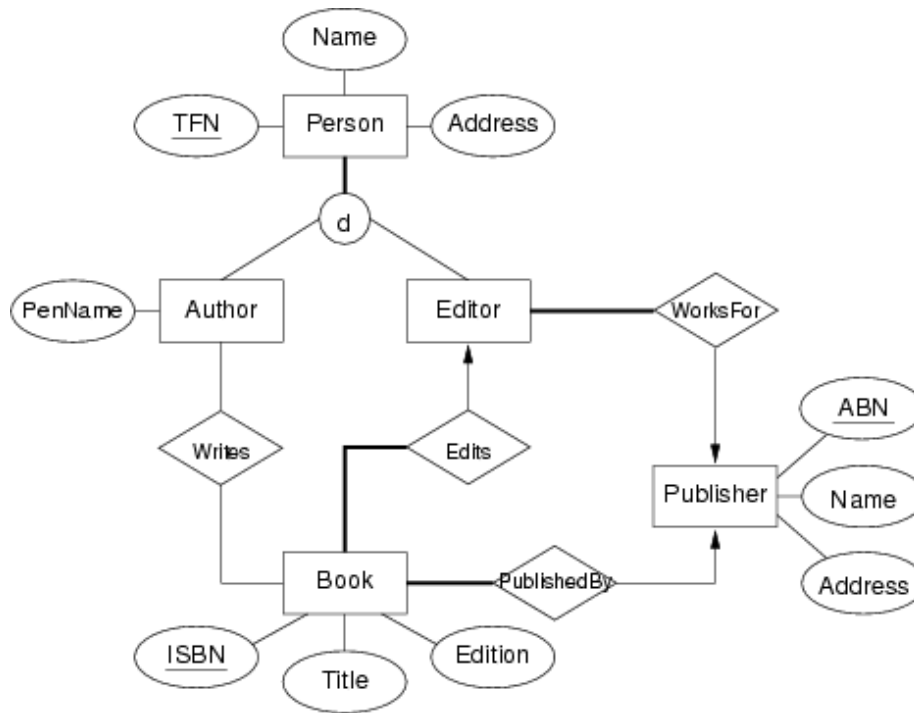 Name
TFN
Person
Address
d
PenName
Author
Editor
WorksFor
ABN
Writes
Edits
Publisher
Name
Book
PublishedBy
Address
ISBN
Title
Edition